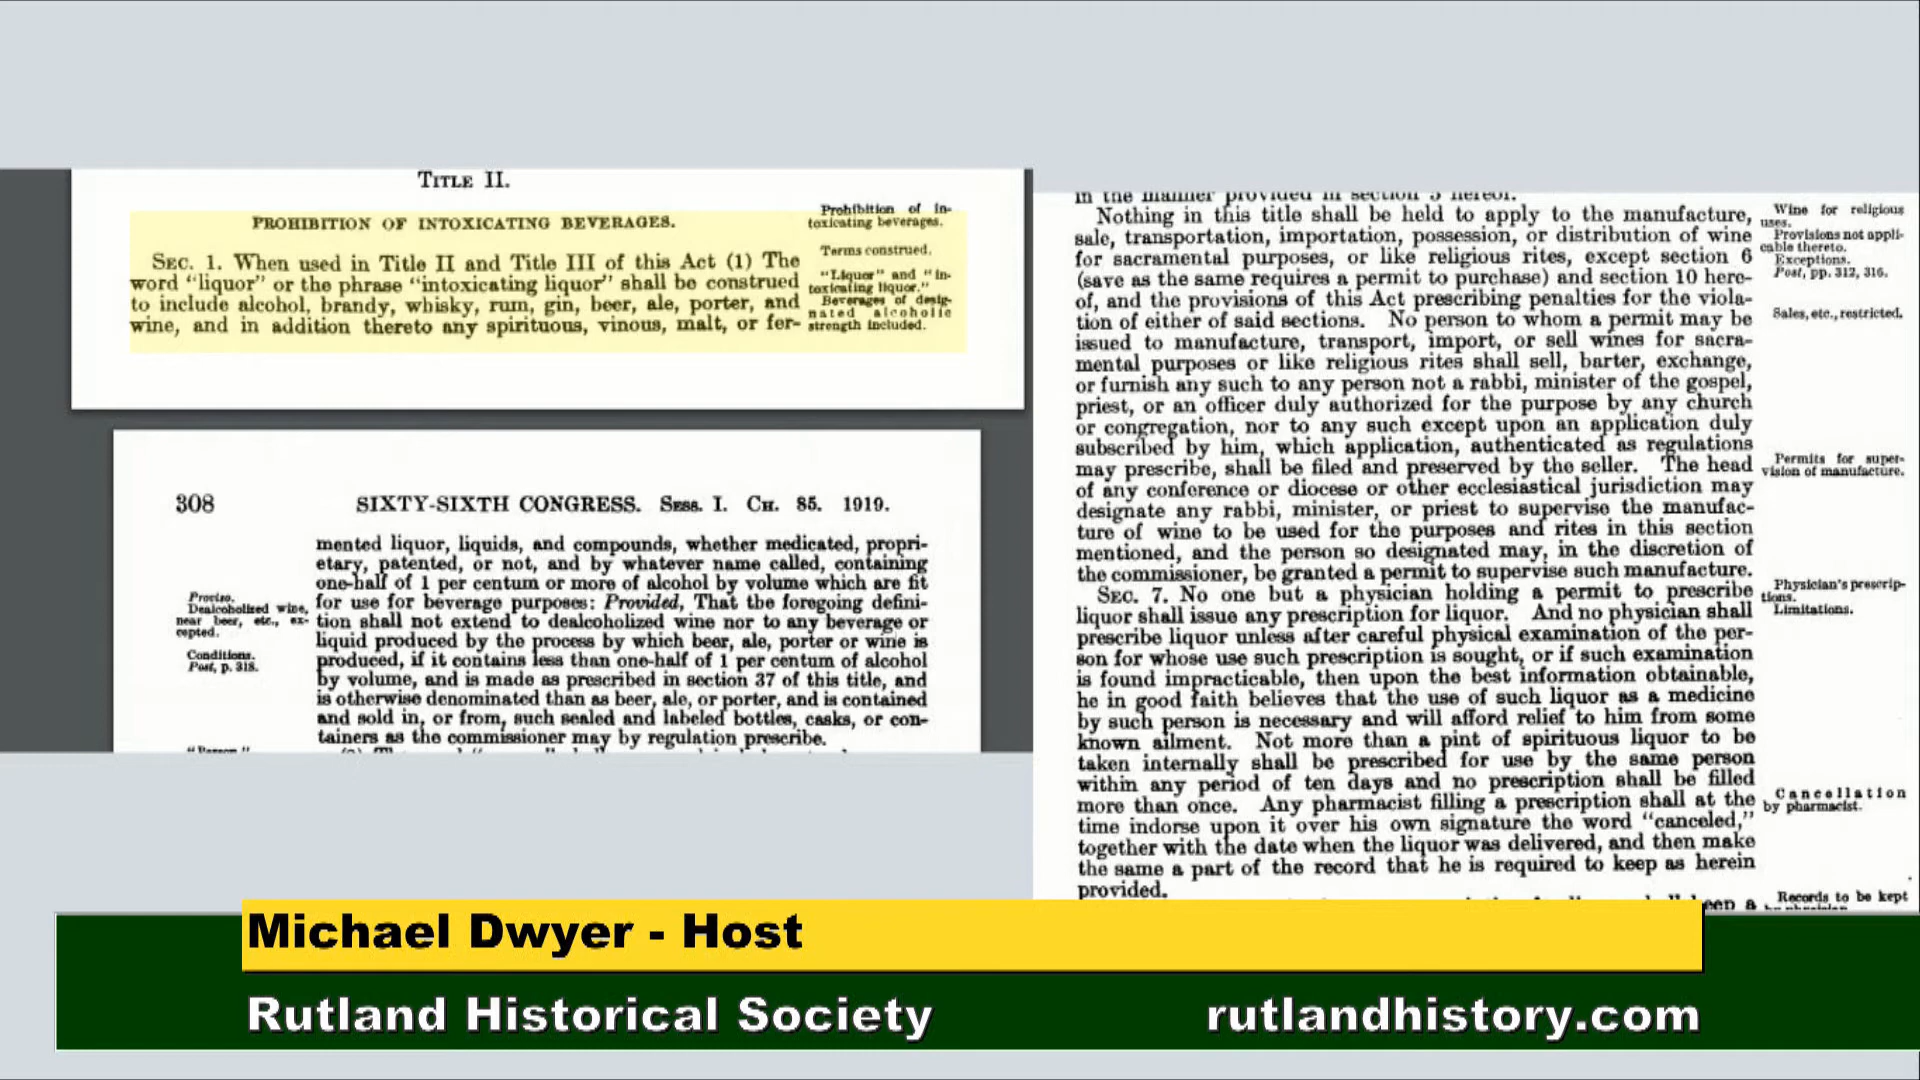 TITLE II.
PROHIBITION OF INTOXICATING BEVERAGES.
SEC. 1. When used in Title II and Title III of this Act (1) The
word “liquor” or the phrase “intoxicating liquor” shall be construed
to include alcohol, brandy, whisky, rum, gin, beer, ale, porter, and
wine, and in addition thereto any spirituous, vinous, malt, or fer-
Prohibition of in-
toxicating beverages.
Terms construed.
“Liquor” and “in-
toxicating liquor.”
Beverages of desig-
nated alcoholic
strength included.
308 SIXTY-SIXTH CONGRESS. SESS. I. CH. 85. 1919.
mented liquor, liquids, and compounds, whether medicated, propri-
etary, patented, or not, and by whatever name called, containing
one-half of 1 per centum or more of alcohol by volume which are fit
for use for beverage purposes: Provided, That the foregoing defini-
tion shall not extend to dealcoholized wine nor to any beverage or
liquid produced by the process by which beer, ale, porter or wine is
produced, if it contains less than one-half of 1 per centum of alcohol
by volume, and is made as prescribed in section 37 of this title, and
is otherwise denominated than as beer, ale, or porter, and is contained
and sold in, or from, such sealed and labeled bottles, casks, or con-
tainers as the commissioner may by regulation prescribe.
Proviso.
Dealcoholized wine,
near beer, etc., ex-
cepted.
Conditions.
Post, p. 318.
"Person"
in the manner provided in section 3 hereof.
Nothing in this title shall be held to apply to the manufacture,
sale, transportation, importation, possession, or distribution of wine
for sacramental purposes, or like religious rites, except section 6
(save as the same requires a permit to purchase) and section 10 here-
of, and the provisions of this Act prescribing penalties for the viola-
tion of either of said sections. No person to whom a permit may be
issued to manufacture, transport, import, or sell wines for sacra-
mental purposes or like religious rites shall sell, barter, exchange,
or furnish any such to any person not a rabbi, minister of the gospel,
priest, or an officer duly authorized for the purpose by any church
or congregation, nor to any such except upon an application duly
subscribed by him, which application, authenticated as regulations
may prescribe, shall be filed and preserved by the seller. The head
of any conference or diocese or other ecclesiastical jurisdiction may
designate any rabbi, minister, or priest to supervise the manufac-
ture of wine to be used for the purposes and rites in this section
mentioned, and the person so designated may, in the discretion of
the commissioner, be granted a permit to supervise such manufacture.
SEC. 7. No one but a physician holding a permit to prescribe
liquor shall issue any prescription for liquor. And no physician shall
prescribe liquor unless after careful physical examination of the per-
son for whose use such prescription is sought, or if such examination
is found impracticable, then upon the best information obtainable,
he in good faith believes that the use of such liquor as a medicine
by such person is necessary and will afford relief to him from some
known ailment. Not more than a pint of spirituous liquor to be
taken internally shall be prescribed for use by the same person
within any period of ten days and no prescription shall be filled
more than once. Any pharmacist filling a prescription shall at the
time indorse upon it over his own signature the word “canceled,”
together with the date when the liquor was delivered, and then make
the same a part of the record that he is required to keep as herein
provided.
Wine for religious
uses.
Provisions not appli-
cable thereto.
Exceptions.
Post, pp. 312, 316.
Sales, etc., restricted.
Permits for super-
vision of manufacture.
Physician's prescrip-
tions.
Limitations.
Cancellation
by pharmacist.
Records to be kept
Michael Dwyer - Host
Rutland Historical Society rutlandhistory.com